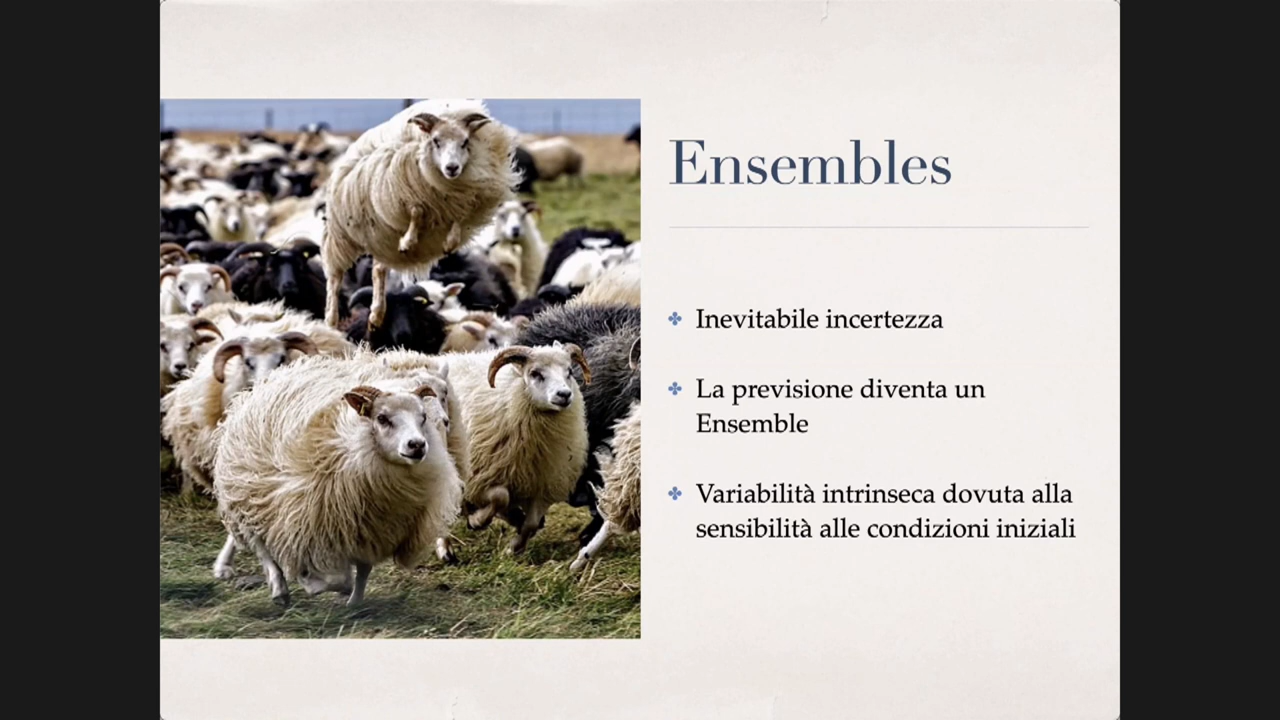 Ensembles
Inevitabile incertezza
La previsione diventa un
Ensemble
Variabilità intrinseca dovuta alla
sensibilità alle condizioni iniziali